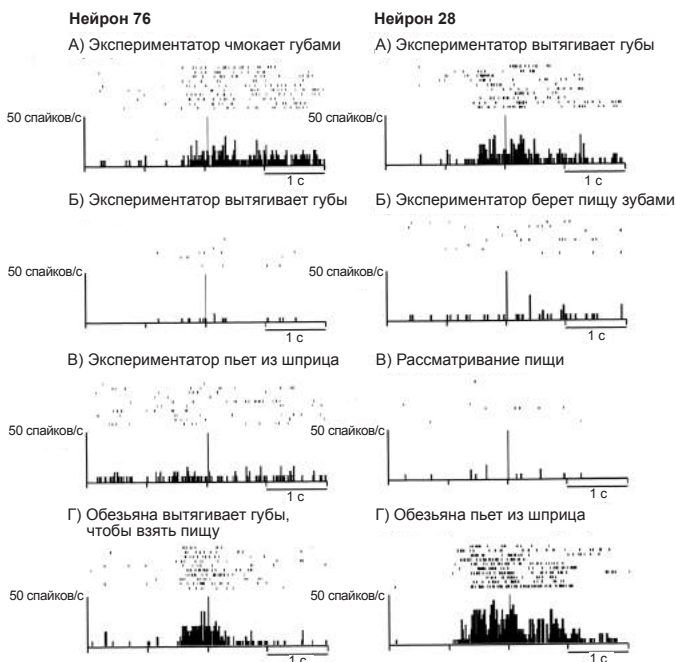 Нейрон 76
А) Экспериментатор чмокает губами
50 спайков/с
1 с
Б) Экспериментатор вытягивает губы
50 спайков/с
1 с
В) Экспериментатор пьет из шприца
50 спайков/с
1 с
Г) Обезьяна вытягивает губы,
чтобы взять пищу
50 спайков/с
1 с
Нейрон 28
А) Экспериментатор вытягивает губы
50 спайков/с
1 с
Б) Экспериментатор берет пищу зубами
50 спайков/с
1 с
В) Рассматривание пищи
50 спайков/с
1 с
Г) Обезьяна пьет из шприца
50 спайков/с
1 с